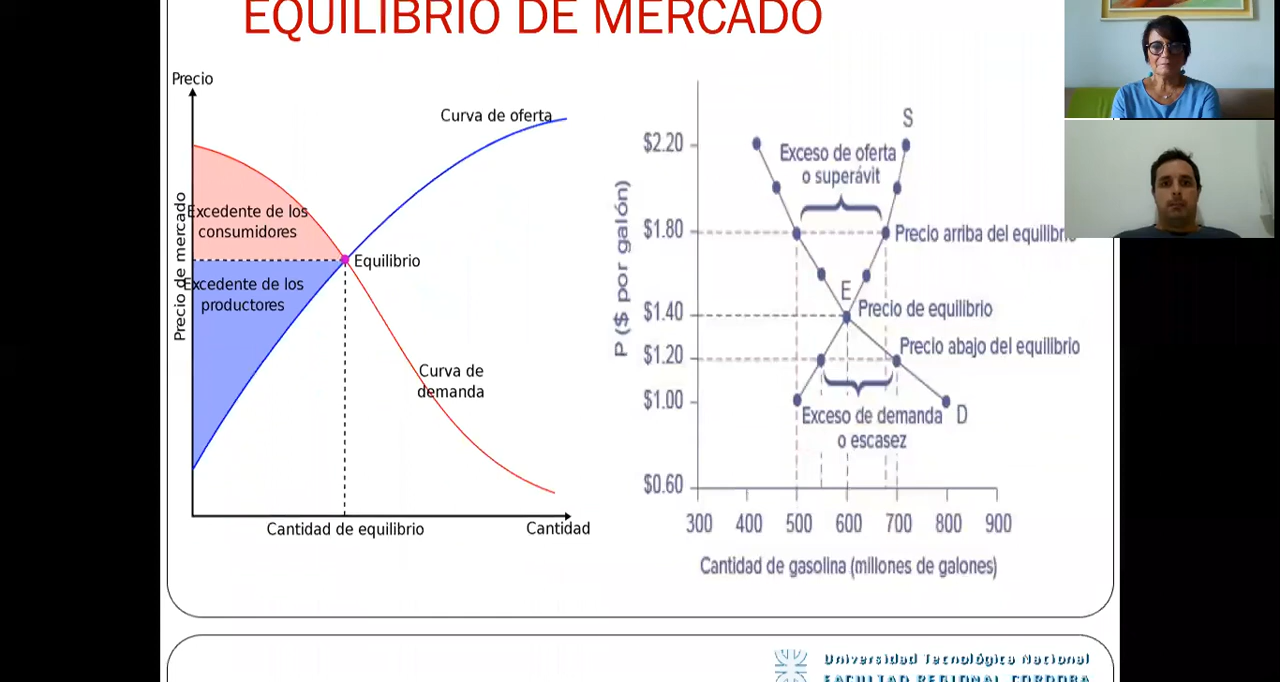 EQUILIBRIO DE MERCADO
Precio
Curva de oferta
Excedente de los
consumidores
Precio de mercado
Equilibrio
Excedente de los
productores
Curva de
demanda
Cantidad de equilibrio
Cantidad
S
$2.20
Exceso de oferta
o superávit
$1.80
Precio arriba del equilibrio
P ($ por galón)
E
$1.40
Precio de equilibrio
$1.20
Precio abajo del equilibrio
$1.00
Exceso de demanda
D
o escasez
$0.60
300 400 500 600 700 800 900
Cantidad de gasolina (millones de galones)
Universidad Tecnológica Nacional
FACULTAD REGIONAL CORDOBA